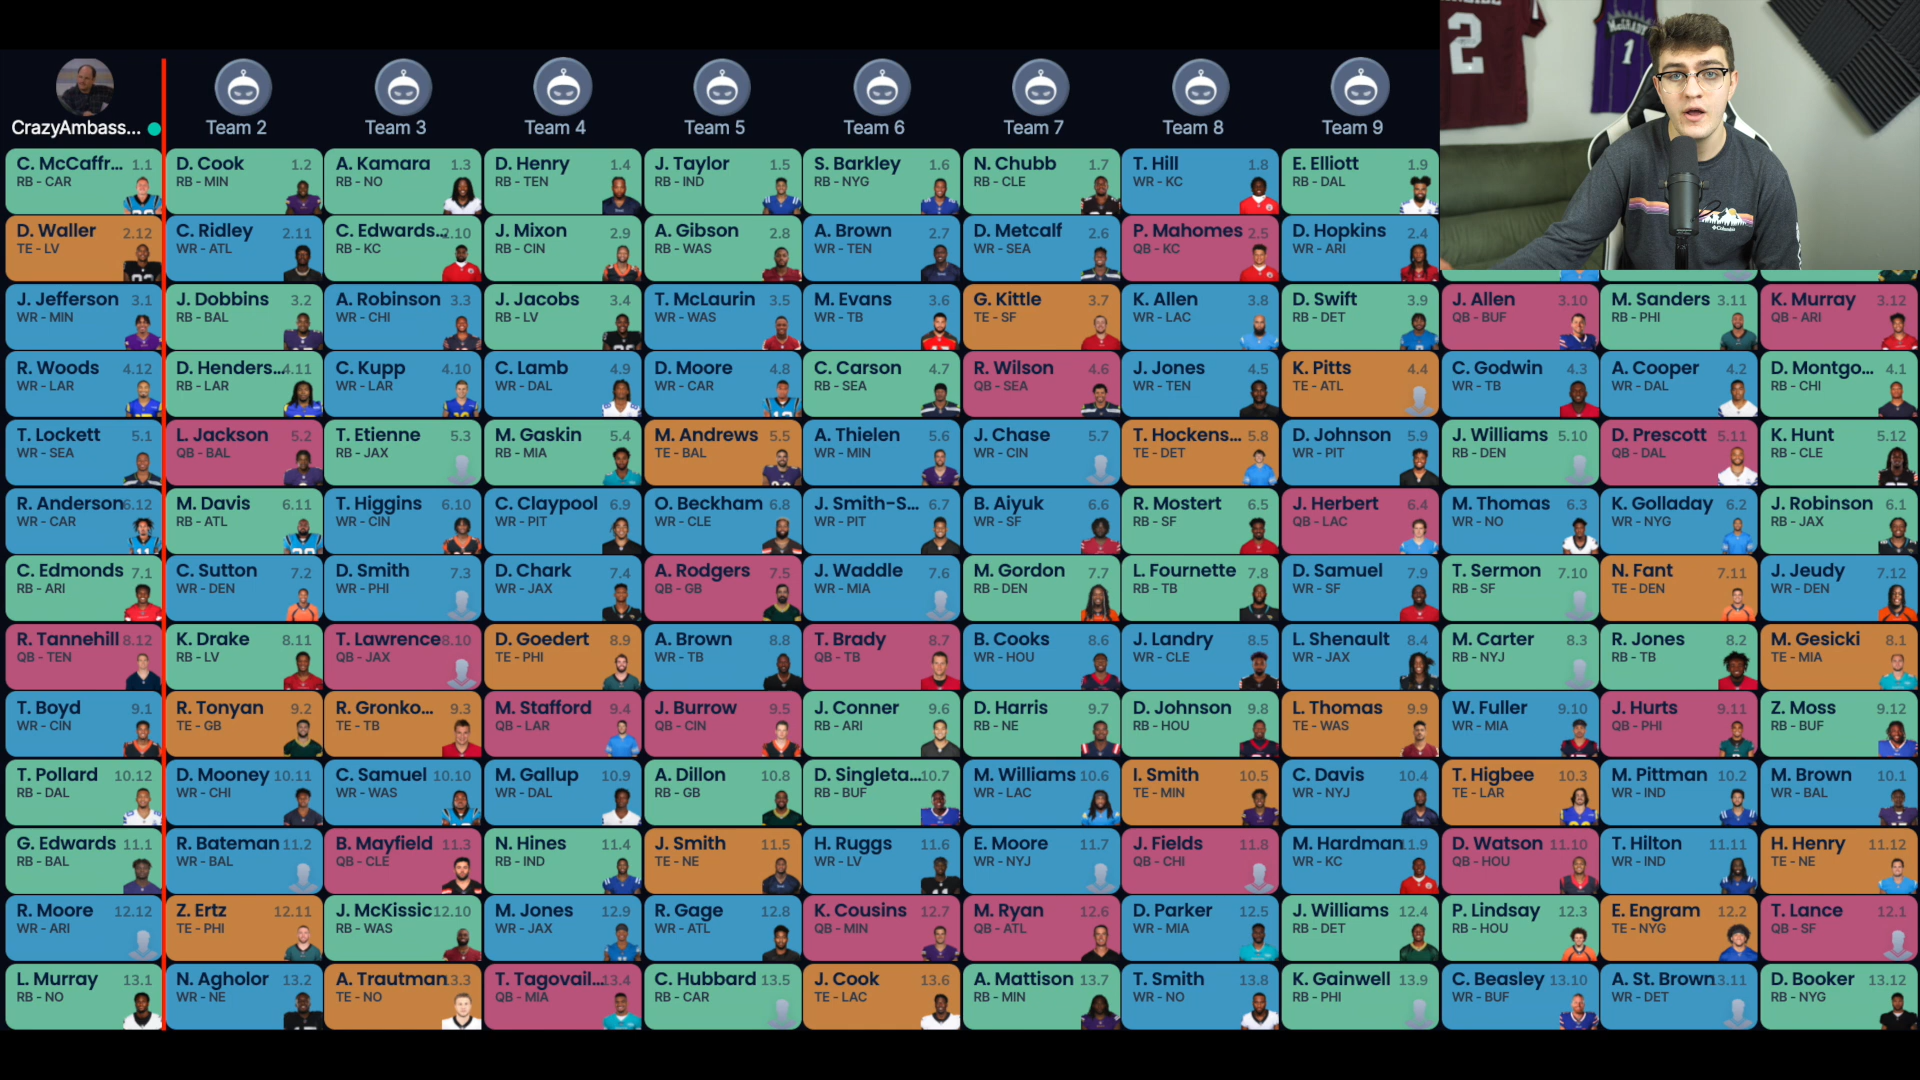 CrazyAmbass...
Team 2
Team 3
Team 4
Team 5
Team 6
Team 7
Team 8
Team 9
2
McGRADY
1
Columbia
C. McCaffr... 1.1
RB - CAR
D. Cook 1.2
RB - MIN
A. Kamara 1.3
RB - NO
D. Henry 1.4
RB - TEN
J. Taylor 1.5
RB - IND
S. Barkley 1.6
RB - NYG
N. Chubb 1.7
RB - CLE
T. Hill 1.8
WR - KC
E. Elliott 1.9
RB - DAL
D. Waller 2.12
TE - LV
C. Ridley 2.11
WR - ATL
C. Edwards... 2.10
RB - KC
J. Mixon 2.9
RB - CIN
A. Gibson 2.8
RB - WAS
A. Brown 2.7
WR - TEN
D. Metcalf 2.6
WR - SEA
P. Mahomes 2.5
QB - KC
D. Hopkins 2.4
WR - ARI
J. Jefferson 3.1
WR - MIN
J. Dobbins 3.2
RB - BAL
A. Robinson 3.3
WR - CHI
J. Jacobs 3.4
RB - LV
T. McLaurin 3.5
WR - WAS
M. Evans 3.6
WR - TB
G. Kittle 3.7
TE - SF
K. Allen 3.8
WR - LAC
D. Swift 3.9
RB - DET
J. Allen 3.10
QB - BUF
M. Sanders 3.11
RB - PHI
K. Murray 3.12
QB - ARI
R. Woods 4.12
WR - LAR
D. Henders... 4.11
RB - LAR
C. Kupp 4.10
WR - LAR
C. Lamb 4.9
WR - DAL
D. Moore 4.8
WR - CAR
C. Carson 4.7
RB - SEA
R. Wilson 4.6
QB - SEA
J. Jones 4.5
WR - TEN
K. Pitts 4.4
TE - ATL
C. Godwin 4.3
WR - TB
A. Cooper 4.2
WR - DAL
D. Montgo... 4.1
RB - CHI
T. Lockett 5.1
WR - SEA
L. Jackson 5.2
QB - BAL
T. Etienne 5.3
RB - JAX
M. Gaskin 5.4
RB - MIA
M. Andrews 5.5
TE - BAL
A. Thielen 5.6
WR - MIN
J. Chase 5.7
WR - CIN
T. Hockens... 5.8
TE - DET
D. Johnson 5.9
WR - PIT
J. Williams 5.10
RB - DEN
D. Prescott 5.11
QB - DAL
K. Hunt 5.12
RB - CLE
R. Anderson 6.12
WR - CAR
M. Davis 6.11
RB - ATL
T. Higgins 6.10
WR - CIN
C. Claypool 6.9
WR - PIT
O. Beckham 6.8
WR - CLE
J. Smith-S... 6.7
WR - PIT
B. Aiyuk 6.6
WR - SF
R. Mostert 6.5
RB - SF
J. Herbert 6.4
QB - LAC
M. Thomas 6.3
WR - NO
K. Golladay 6.2
WR - NYG
J. Robinson 6.1
RB - JAX
C. Edmonds 7.1
RB - ARI
C. Sutton 7.2
WR - DEN
D. Smith 7.3
WR - PHI
D. Chark 7.4
WR - JAX
A. Rodgers 7.5
QB - GB
J. Waddle 7.6
WR - MIA
M. Gordon 7.7
RB - DEN
L. Fournette 7.8
RB - TB
D. Samuel 7.9
WR - SF
T. Sermon 7.10
RB - SF
N. Fant 7.11
TE - DEN
J. Jeudy 7.12
WR - DEN
R. Tannehill 8.12
QB - TEN
K. Drake 8.11
RB - LV
T. Lawrence 8.10
QB - JAX
D. Goedert 8.9
TE - PHI
A. Brown 8.8
WR - TB
T. Brady 8.7
QB - TB
B. Cooks 8.6
WR - HOU
J. Landry 8.5
WR - CLE
L. Shenault 8.4
WR - JAX
M. Carter 8.3
RB - NYJ
R. Jones 8.2
RB - TB
M. Gesicki 8.1
TE - MIA
T. Boyd 9.1
WR - CIN
R. Tonyan 9.2
TE - GB
R. Gronko... 9.3
TE - TB
M. Stafford 9.4
QB - LAR
J. Burrow 9.5
QB - CIN
J. Conner 9.6
RB - ARI
D. Harris 9.7
RB - NE
D. Johnson 9.8
RB - HOU
L. Thomas 9.9
TE - WAS
W. Fuller 9.10
WR - MIA
J. Hurts 9.11
QB - PHI
Z. Moss 9.12
RB - BUF
T. Pollard 10.12
RB - DAL
D. Mooney 10.11
WR - CHI
C. Samuel 10.10
WR - WAS
M. Gallup 10.9
WR - DAL
A. Dillon 10.8
RB - GB
D. Singleta... 10.7
RB - BUF
M. Williams 10.6
WR - LAC
I. Smith 10.5
TE - MIN
C. Davis 10.4
WR - NYJ
T. Higbee 10.3
TE - LAR
M. Pittman 10.2
WR - IND
M. Brown 10.1
WR - BAL
G. Edwards 11.1
RB - BAL
R. Bateman 11.2
WR - BAL
B. Mayfield 11.3
QB - CLE
N. Hines 11.4
RB - IND
J. Smith 11.5
TE - NE
H. Ruggs 11.6
WR - LV
E. Moore 11.7
WR - NYJ
J. Fields 11.8
QB - CHI
M. Hardman 11.9
WR - KC
D. Watson 11.10
QB - HOU
T. Hilton 11.11
WR - IND
H. Henry 11.12
TE - NE
R. Moore 12.12
WR - ARI
Z. Ertz 12.11
TE - PHI
J. McKissic 12.10
RB - WAS
M. Jones 12.9
WR - JAX
R. Gage 12.8
WR - ATL
K. Cousins 12.7
QB - MIN
M. Ryan 12.6
QB - ATL
D. Parker 12.5
WR - MIA
J. Williams 12.4
RB - DET
P. Lindsay 12.3
RB - HOU
E. Engram 12.2
TE - NYG
T. Lance 12.1
QB - SF
L. Murray 13.1
RB - NO
N. Agholor 13.2
WR - NE
A. Trautman 13.3
TE - NO
T. Tagovail... 13.4
QB - MIA
C. Hubbard 13.5
RB - CAR
J. Cook 13.6
TE - LAC
A. Mattison 13.7
RB - MIN
T. Smith 13.8
WR - NO
K. Gainwell 13.9
RB - PHI
C. Beasley 13.10
WR - BUF
A. St. Brown 13.11
WR - DET
D. Booker 13.12
RB - NYG